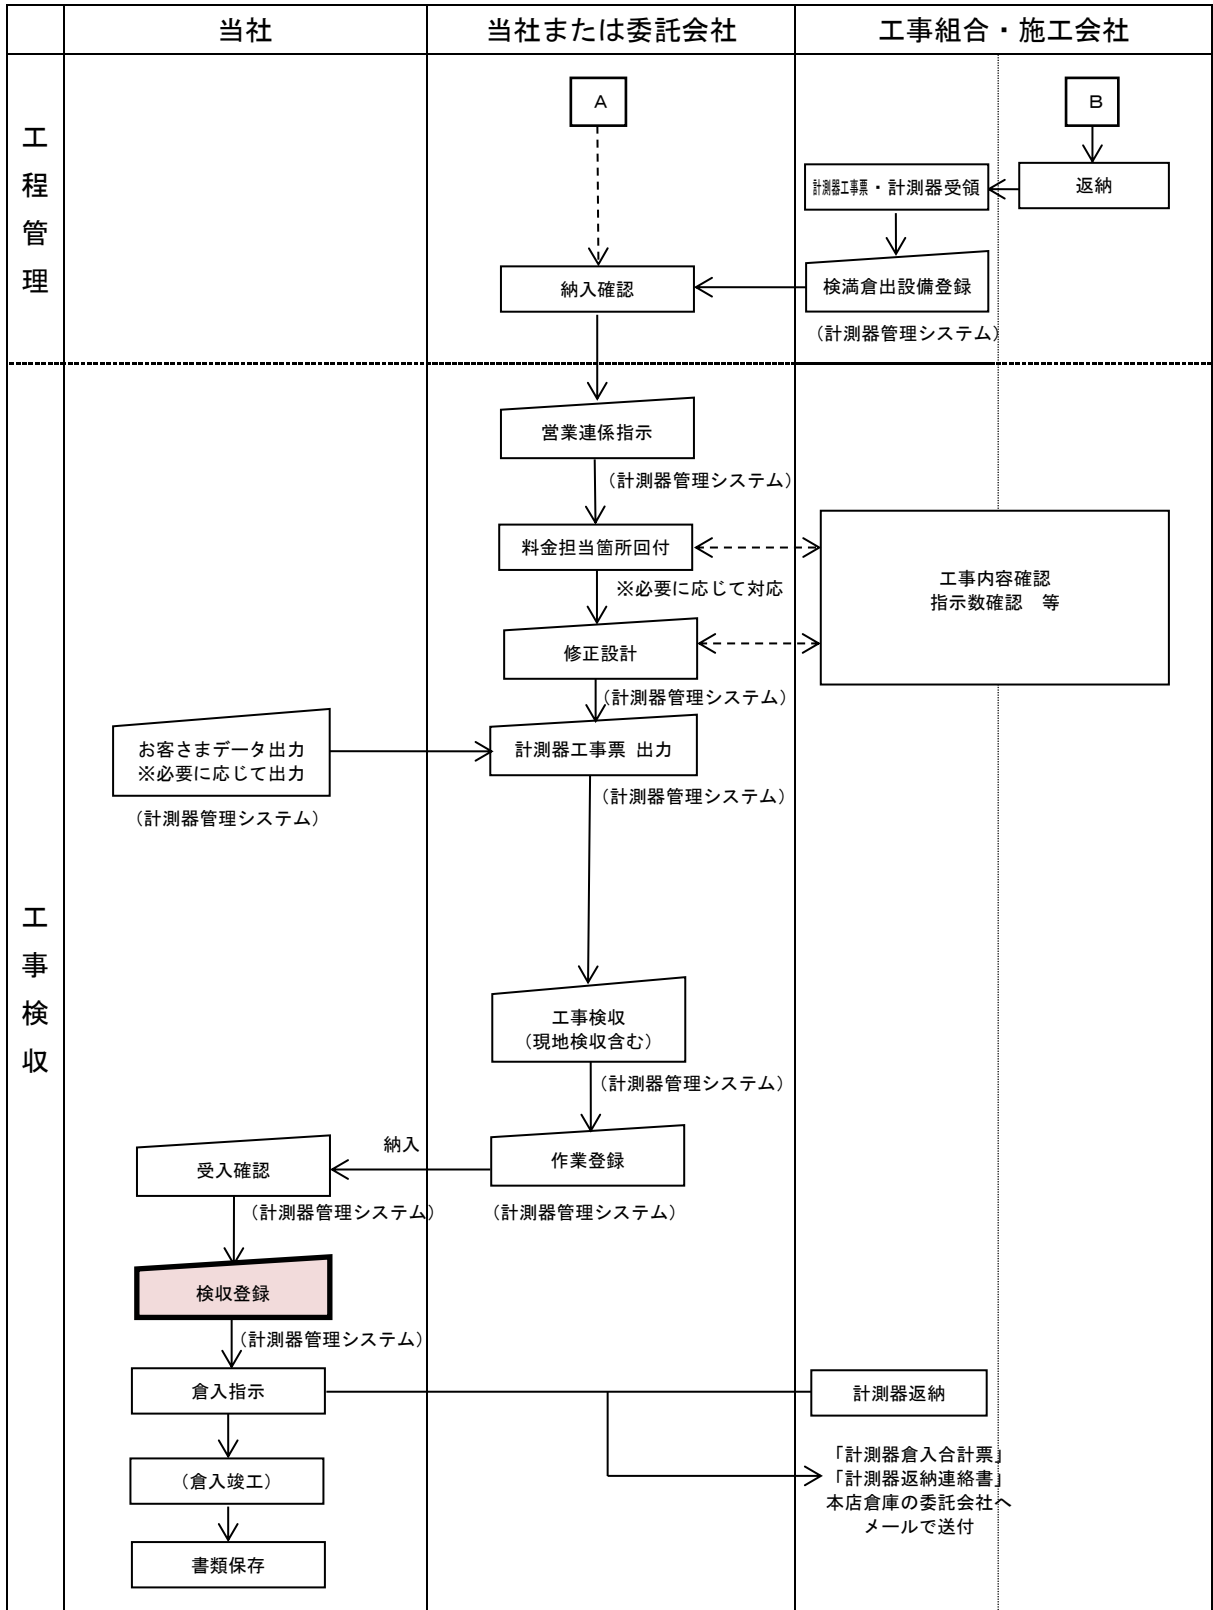 当社
当社または委託会社
工事組合・施工会社
工程管理
A
B
返納
計測器工事票・計測器受領
検満倉出設備登録
（計測器管理システム）
納入確認
工事検収
営業連係指示
（計測器管理システム）
料金担当箇所回付
※必要に応じて対応
工事内容確認
指示数確認　等
修正設計
（計測器管理システム）
お客さまデータ出力
※必要に応じて出力
（計測器管理システム）
計測器工事票 出力
（計測器管理システム）
工事検収
（現地検収含む）
（計測器管理システム）
作業登録
（計測器管理システム）
納入
受入確認
（計測器管理システム）
検収登録
（計測器管理システム）
倉入指示
計測器返納
「計測器倉入合計票」
「計測器返納連絡書」
本店倉庫の委託会社へ
メールで送付
（倉入竣工）
書類保存